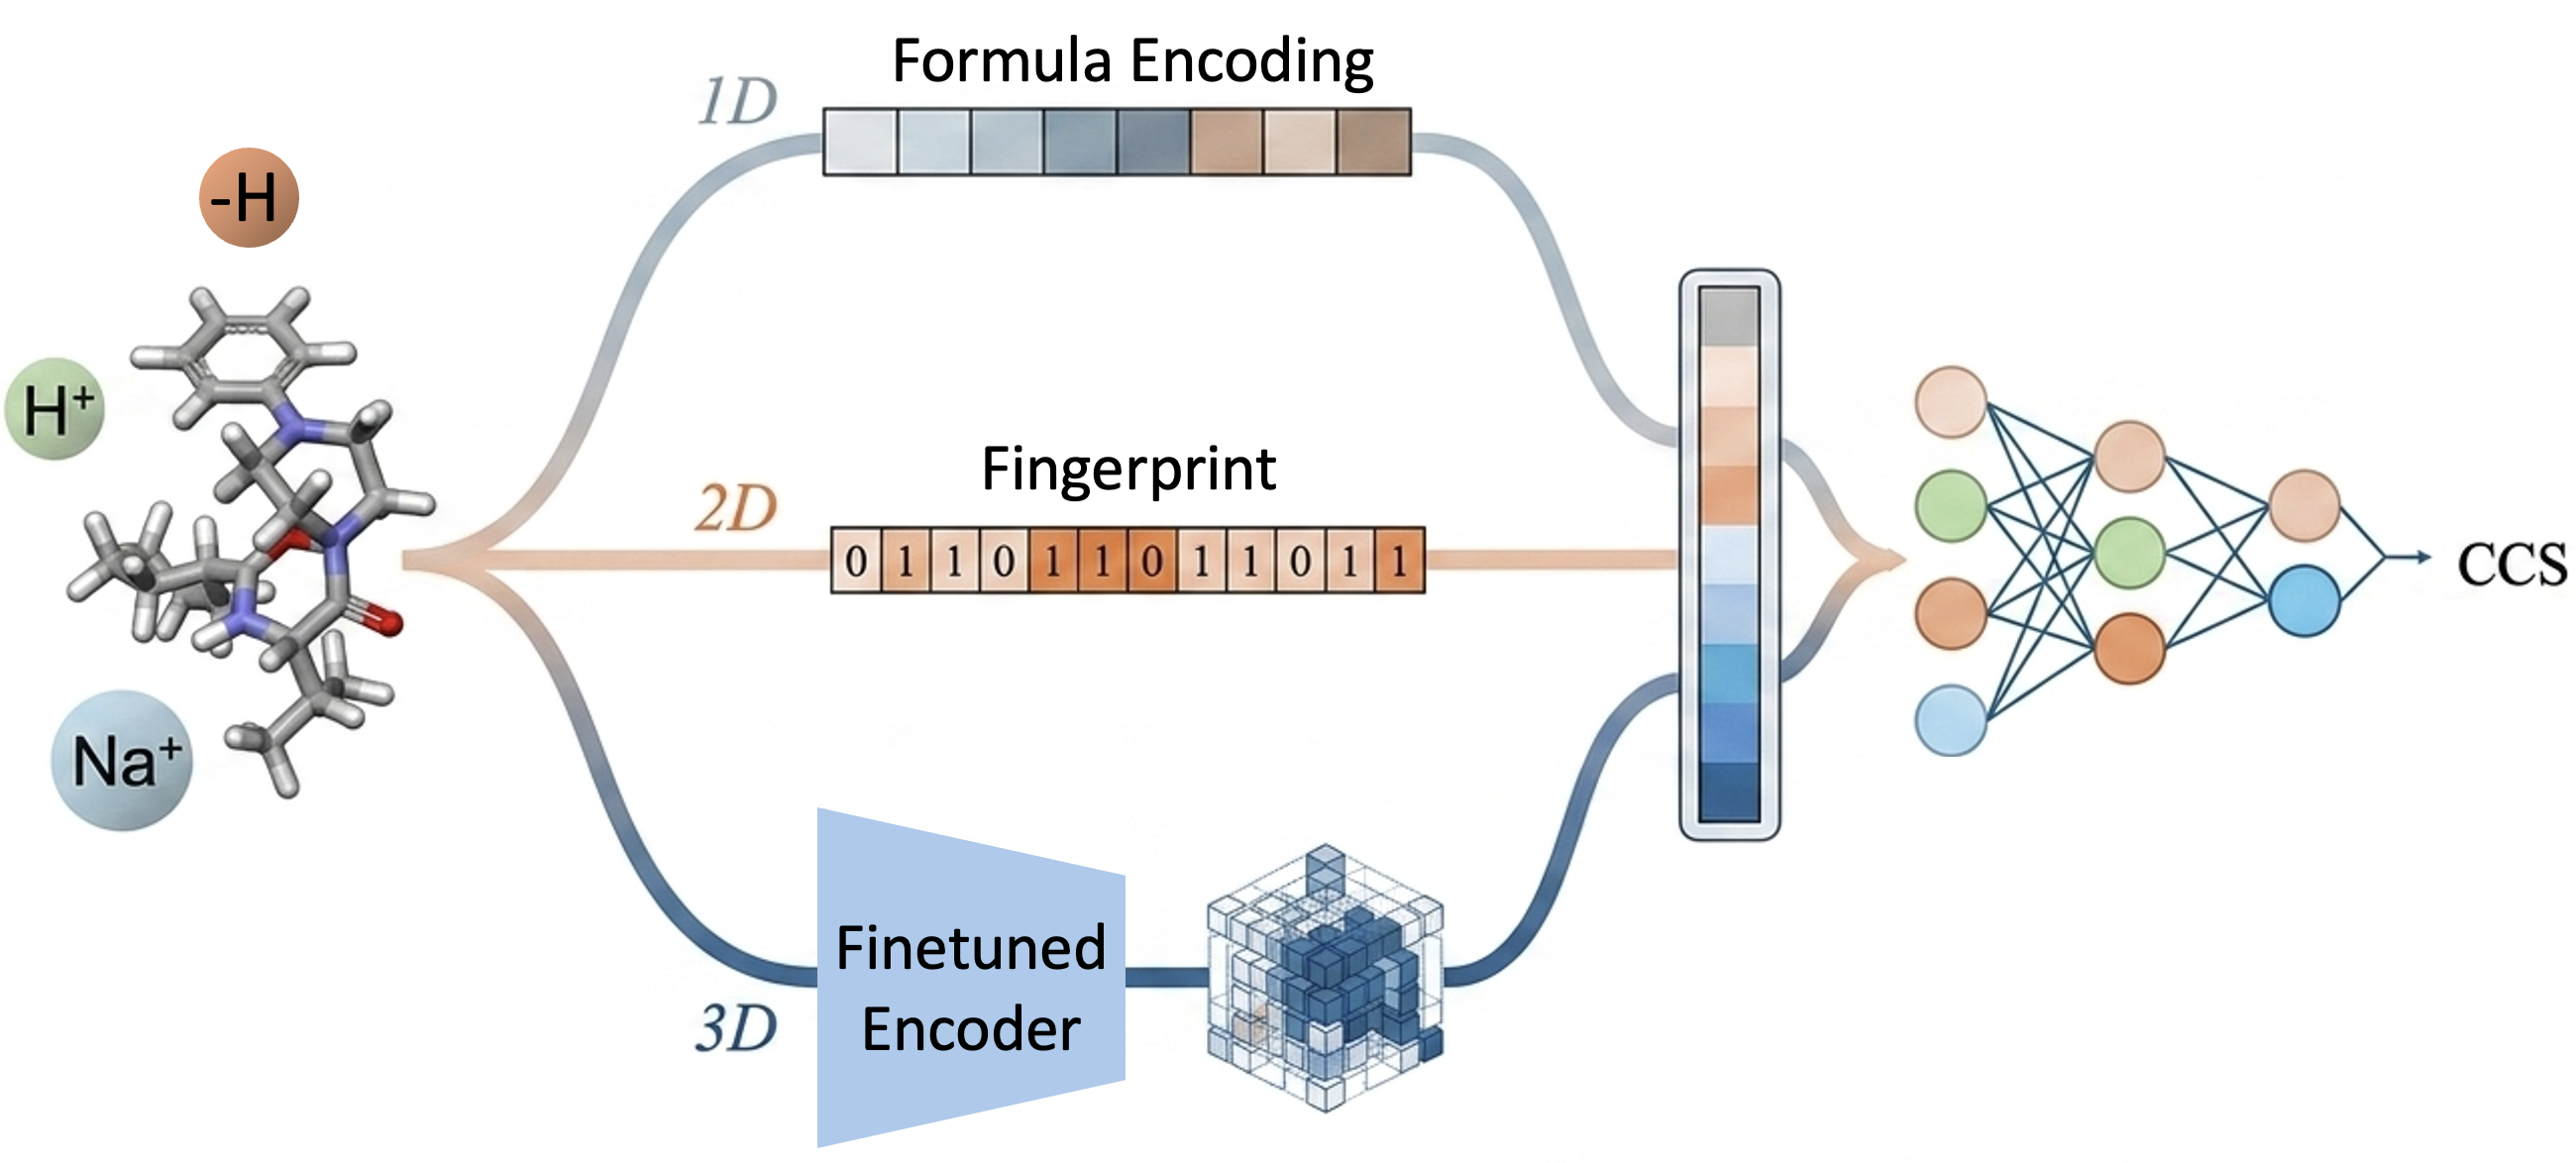 Formula Encoding
1D
-H
H⁺
Fingerprint
2D
0 1 1 0 1 1 0 1 1 0 1 1
CCS
Na⁺
Finetuned
Encoder
3D